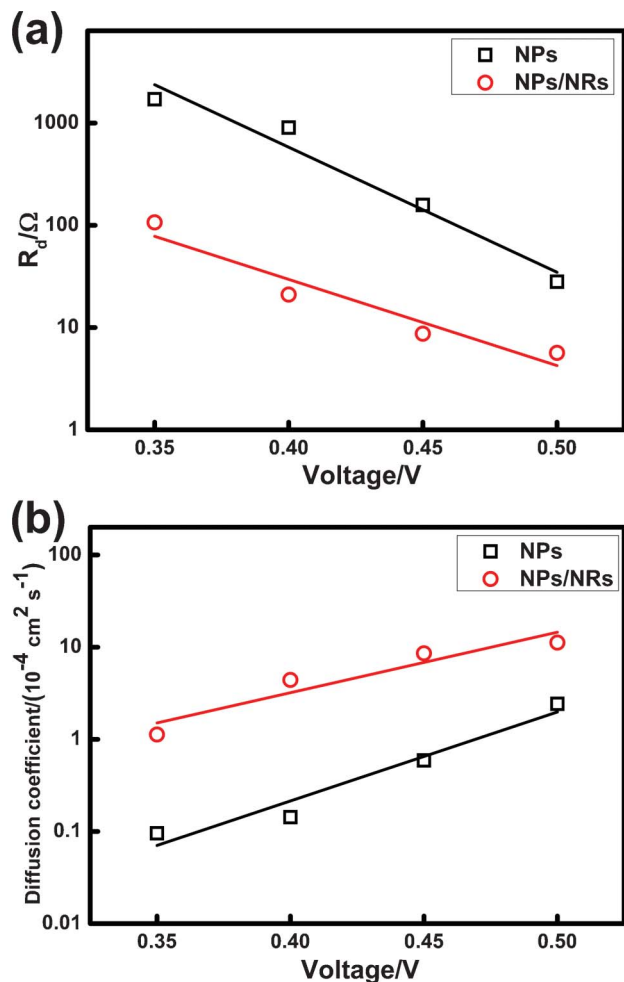 (a)
NPs
NPs/NRs
1000
100
10
1
R_d/Ω
0.35 0.40 0.45 0.50
Voltage/V
(b)
NPs
NPs/NRs
100
10
1
0.1
0.01
Diffusion coefficient/(10⁻⁴ cm² s⁻¹)
0.35 0.40 0.45 0.50
Voltage/V